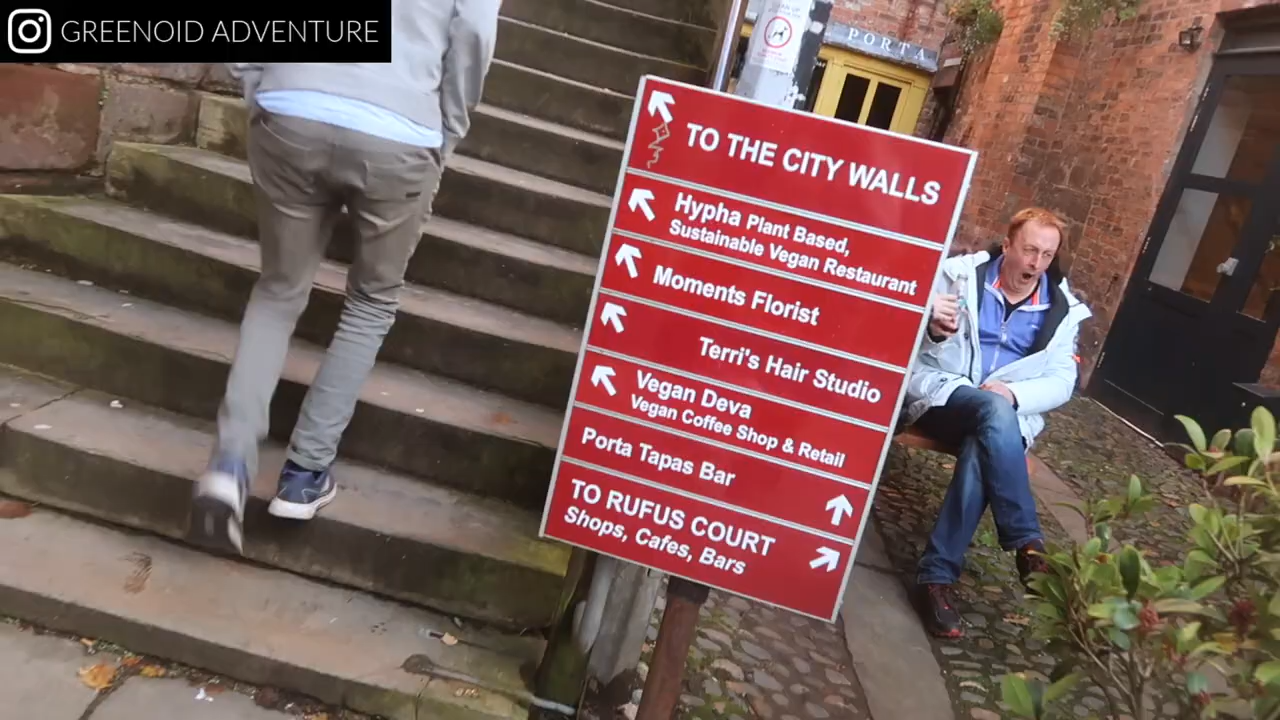 GREENOID ADVENTURE
PORTA
TO THE CITY WALLS
Hypha Plant Based,
Sustainable Vegan Restaurant
Moments Florist
Terri's Hair Studio
Vegan Deva
Vegan Coffee Shop & Retail
Porta Tapas Bar
TO RUFUS COURT
Shops, Cafes, Bars